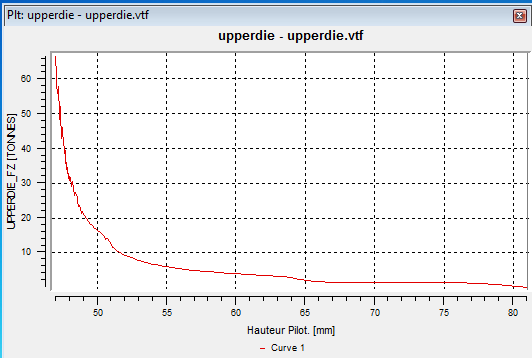 Plt: upperdie - upperdie.vtf
upperdie - upperdie.vtf
UPPERDIE_FZ [TONNES]
60
50
40
30
20
10
50 55 60 65 70 75 80
Hauteur Pilot. [mm]
Curve 1